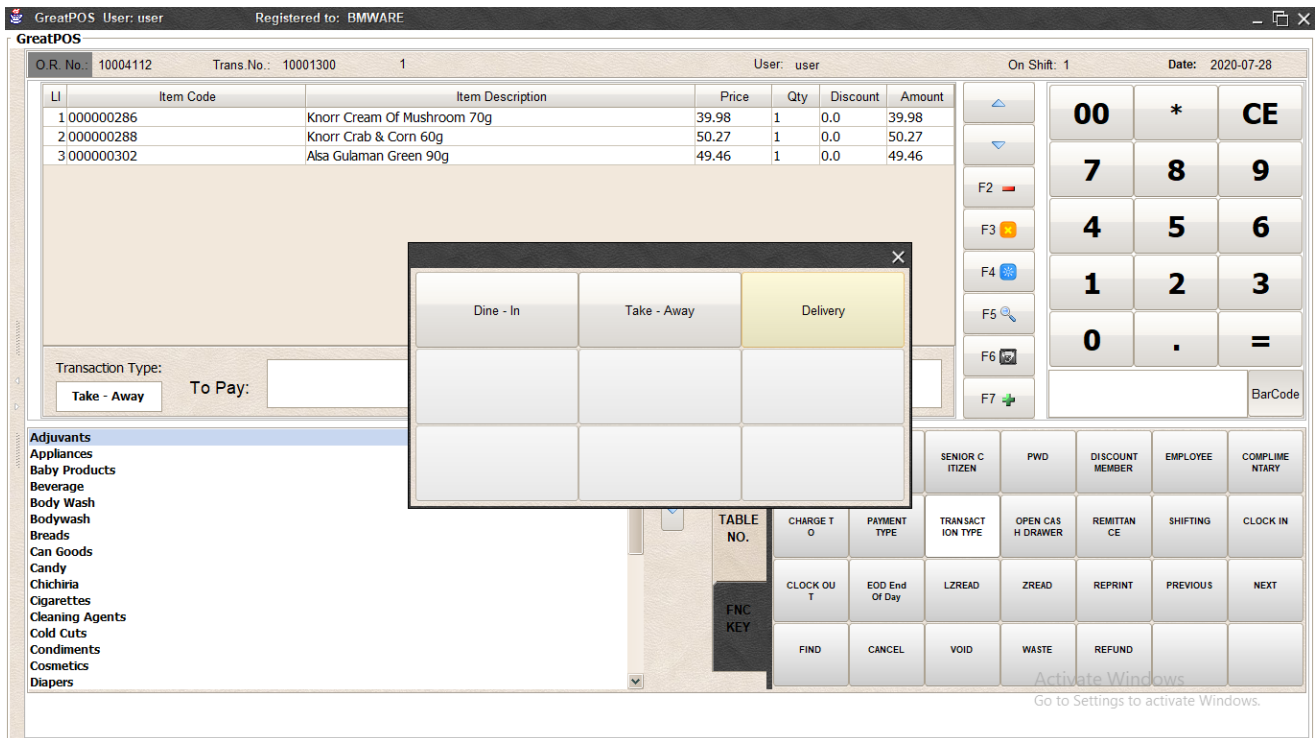 GreatPOS User: user Registered to: BMWARE
GreatPOS
O.R. No.: 10004112 Trans.No.: 10001300 1 User: user On Shift: 1 Date: 2020-07-28
LI Item Code Item Description Price Qty Discount Amount
1 000000286 Knorr Cream Of Mushroom 70g 39.98 1 0.0 39.98
2 000000288 Knorr Crab & Corn 60g 50.27 1 0.0 50.27
3 000000302 Alsa Gulaman Green 90g 49.46 1 0.0 49.46
F2
F3
F4
F5
F6
F7
00 * CE
7 8 9
4 5 6
1 2 3
0 . =
BarCode
Dine - In Take - Away Delivery
Transaction Type:
Take - Away
To Pay:
Adjuvants
Appliances
Baby Products
Beverage
Body Wash
Bodywash
Breads
Can Goods
Candy
Chichiria
Cigarettes
Cleaning Agents
Cold Cuts
Condiments
Cosmetics
Diapers
TABLE
NO.
FNC
KEY
SENIOR C
ITIZEN
PWD
DISCOUNT
MEMBER
EMPLOYEE
COMPLIME
NTARY
CHARGE T
O
PAYMENT
TYPE
TRANSACT
ION TYPE
OPEN CAS
H DRAWER
REMITTAN
CE
SHIFTING
CLOCK IN
CLOCK OU
T
EOD End
Of Day
LZREAD
ZREAD
REPRINT
PREVIOUS
NEXT
FIND
CANCEL
VOID
WASTE
REFUND
Activate Windows
Go to Settings to activate Windows.